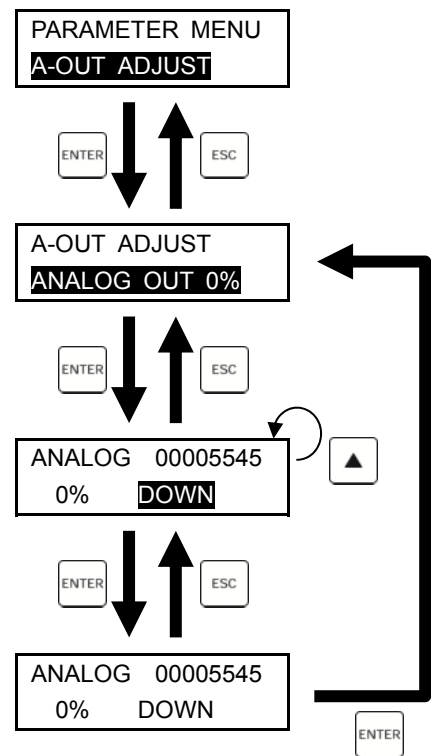 PARAMETER MENU
A-OUT ADJUST
ENTER
ESC
A-OUT ADJUST
ANALOG OUT 0%
ENTER
ESC
ANALOG 00005545
0% DOWN
ENTER
ESC
ANALOG 00005545
0% DOWN
ENTER